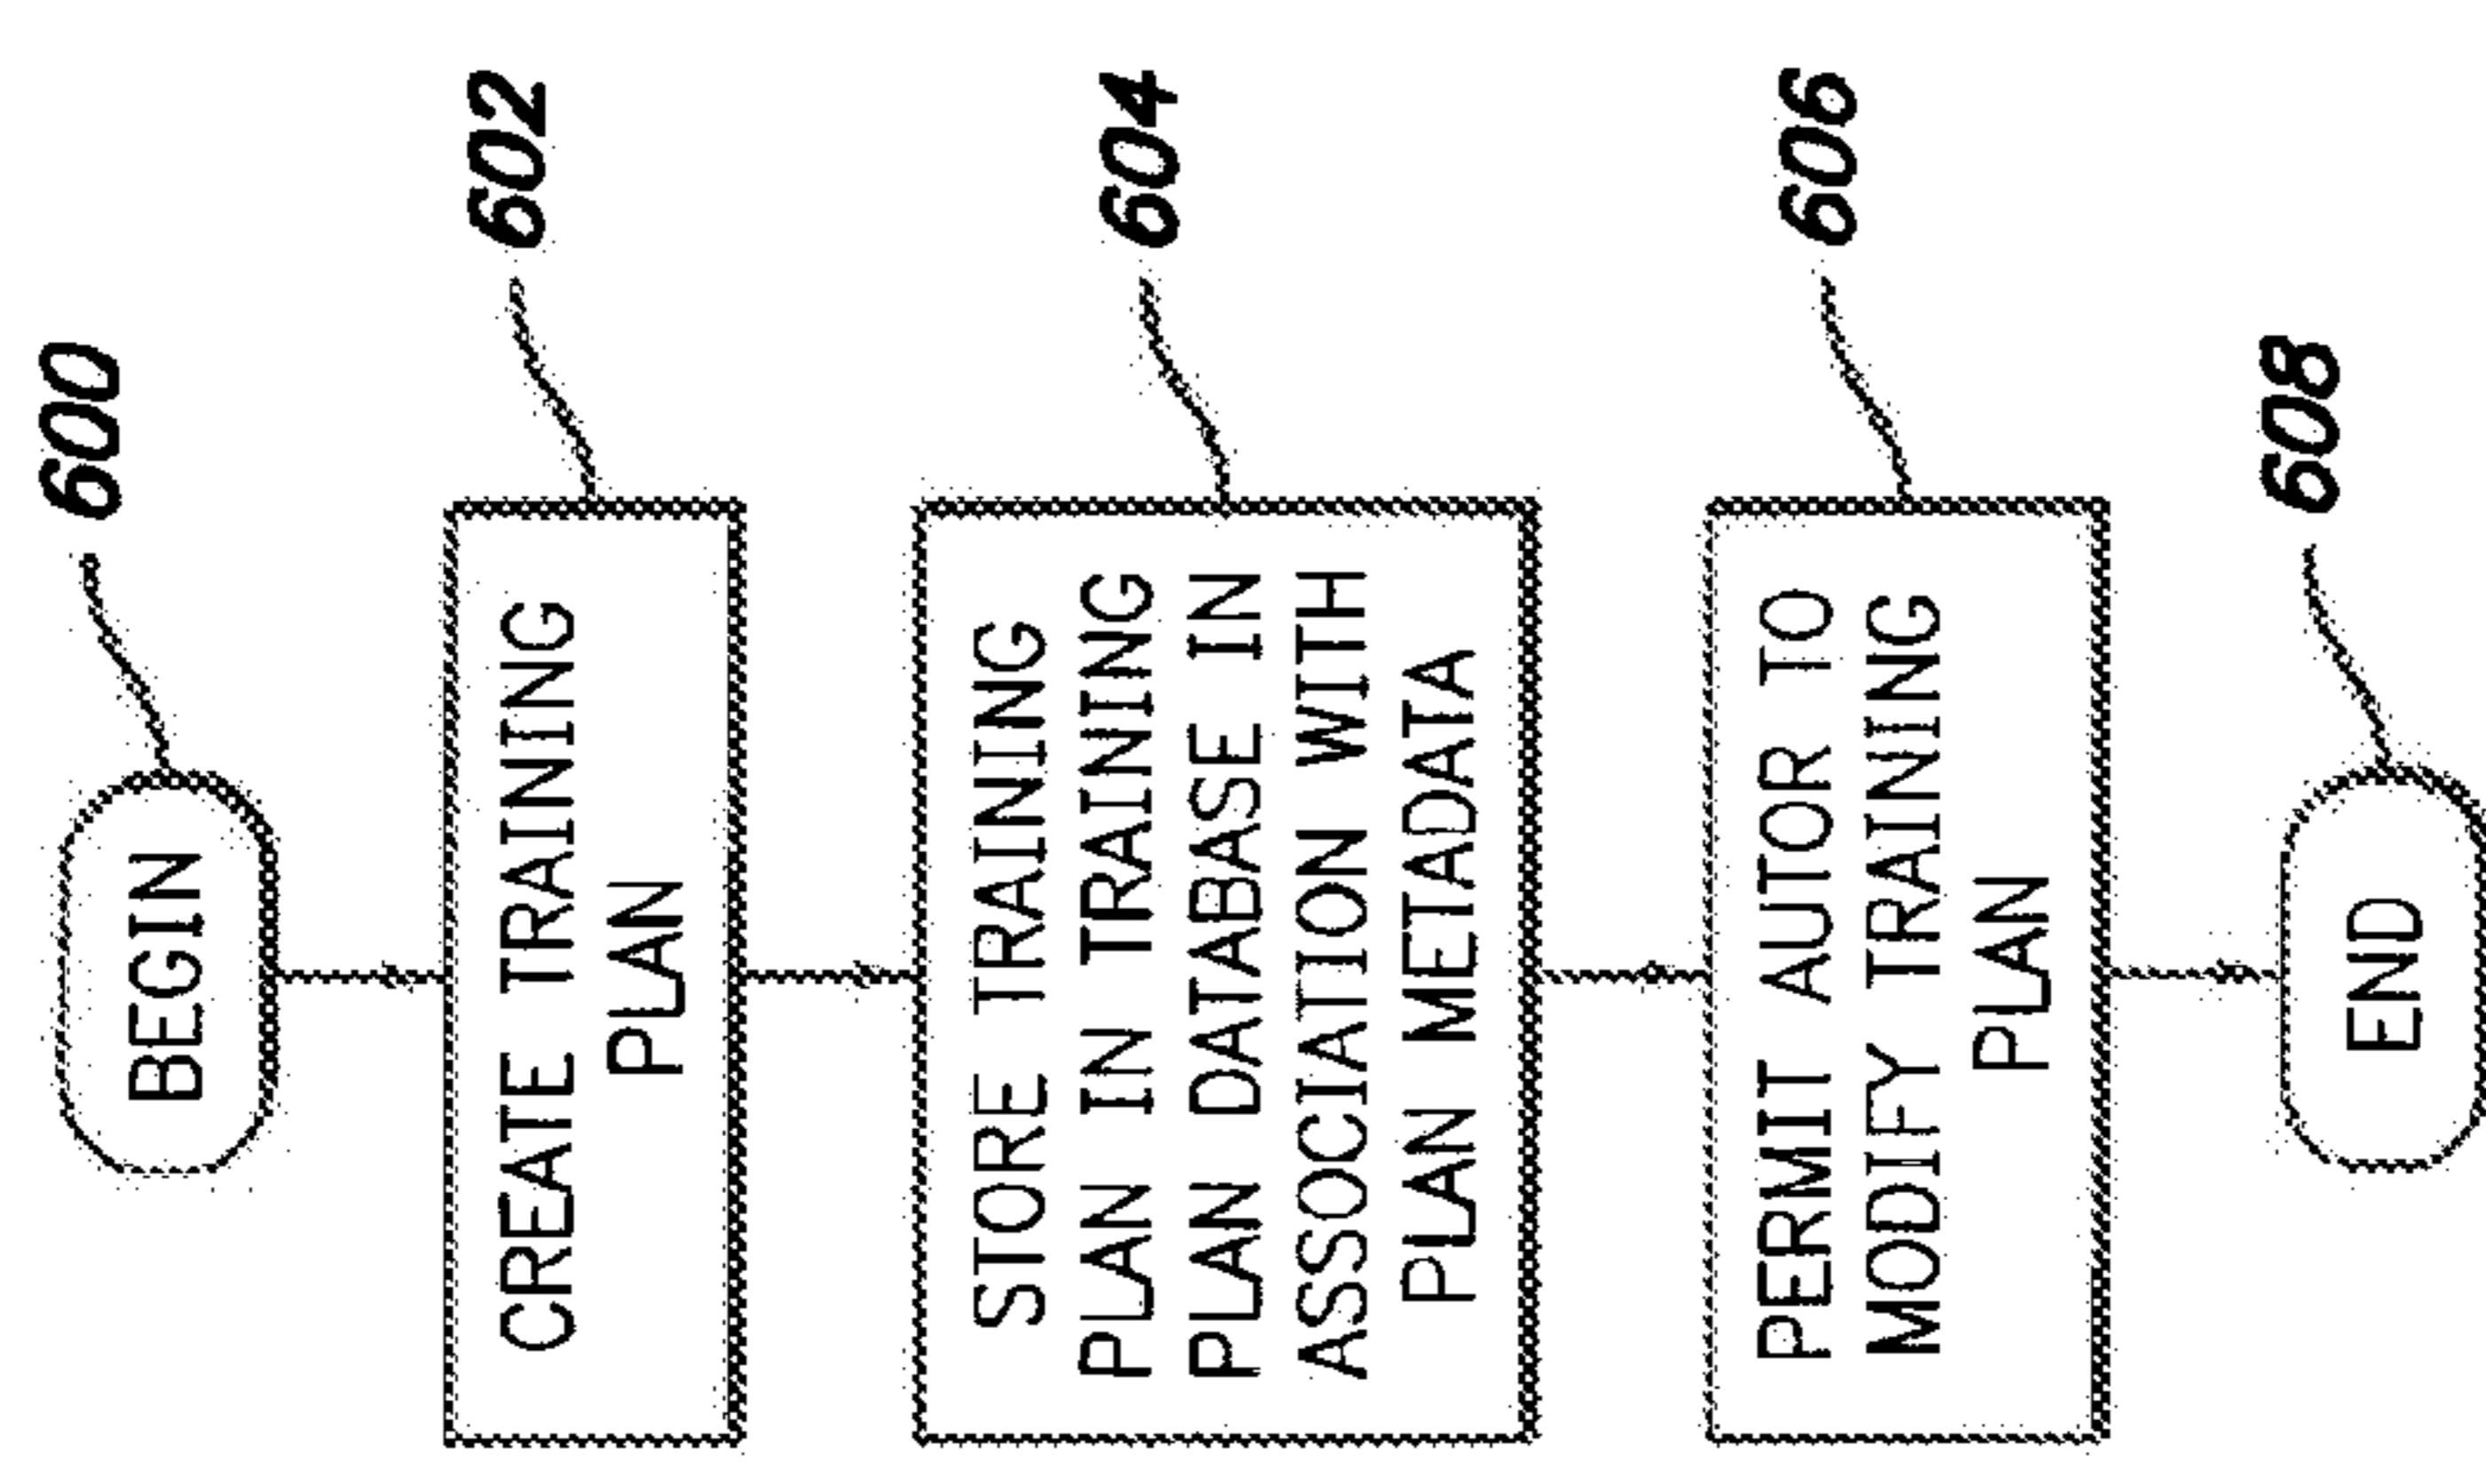 600
BEGIN
602
CREATE TRAINING
PLAN
604
STORE TRAINING
PLAN IN TRAINING
PLAN DATABASE IN
ASSOCIATION WITH
PLAN METADATA
606
PERMIT AUTOR TO
MODIFY TRAINING
PLAN
608
END